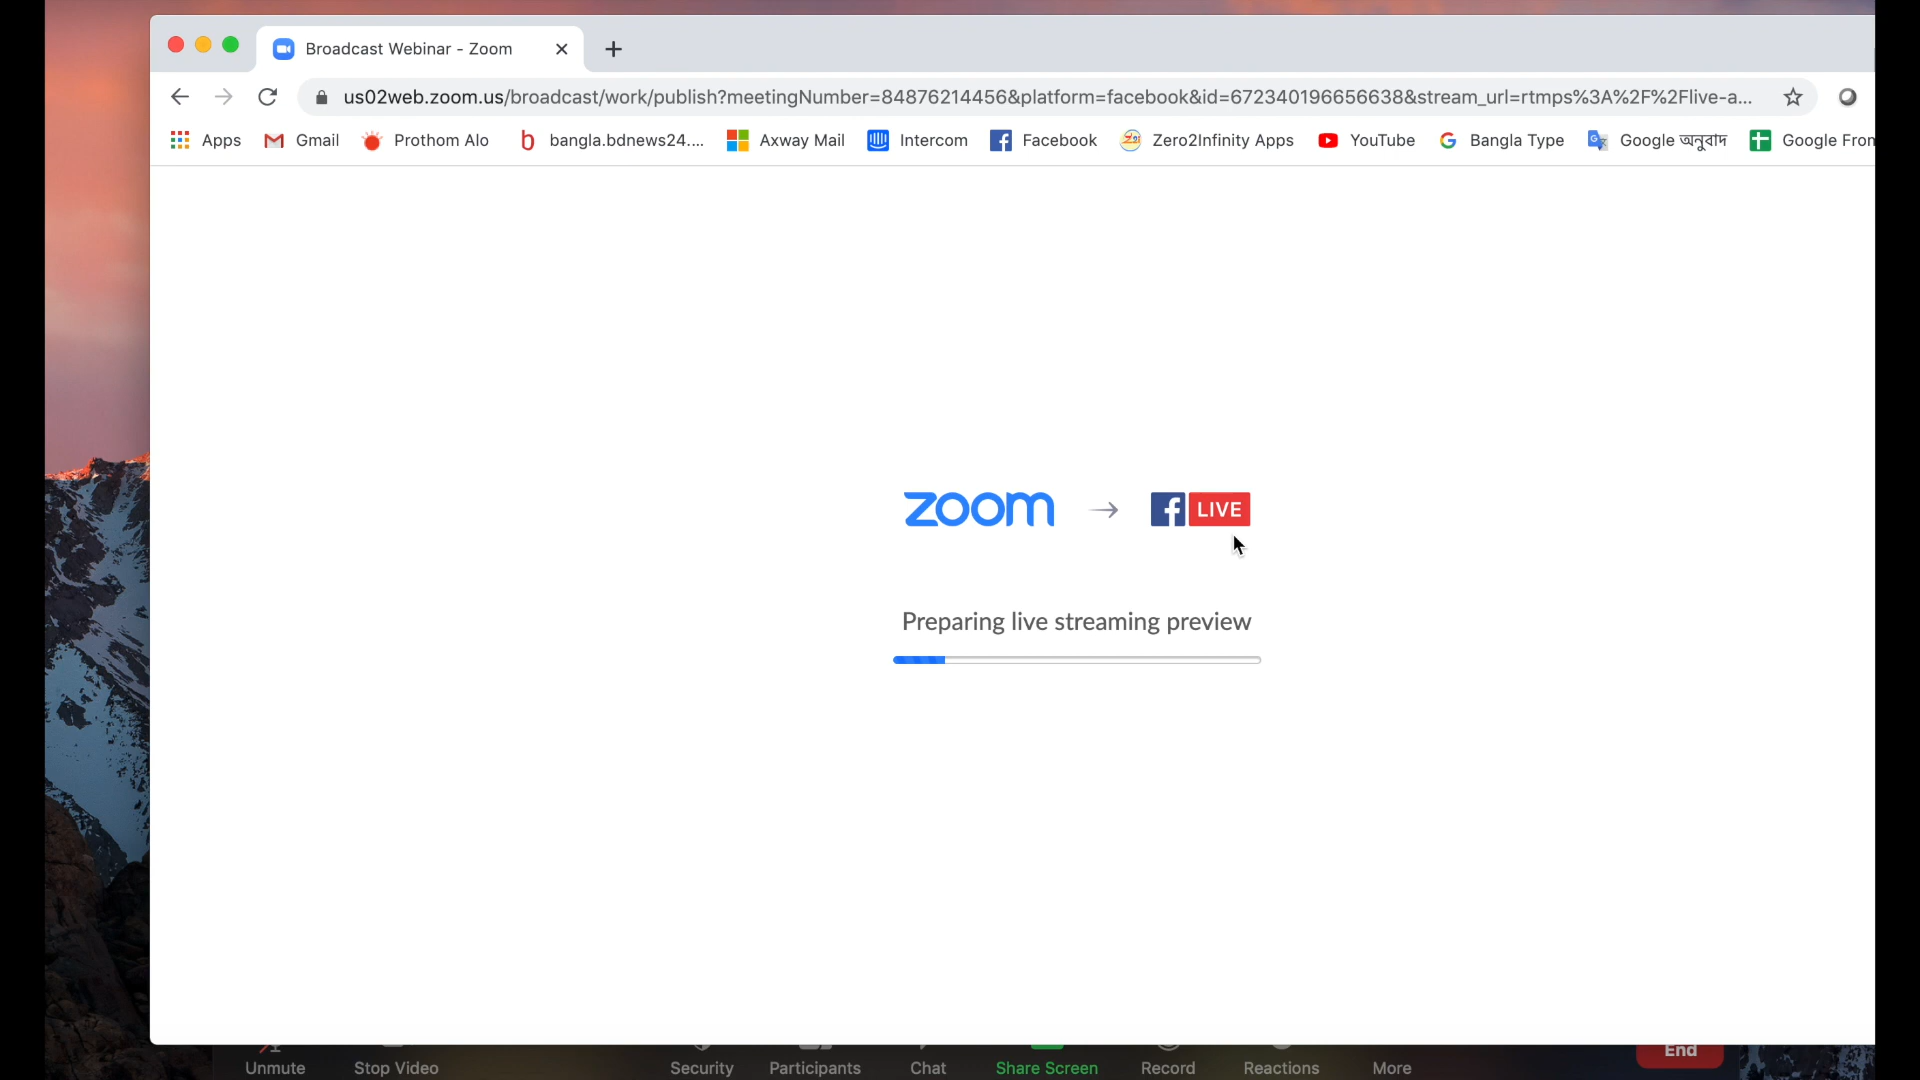 Broadcast Webinar - Zoom
us02web.zoom.us/broadcast/work/publish?meetingNumber=84876214456&platform=facebook&id=672340196656638&stream_url=rtmps%3A%2F%2Flive-a...
Apps Gmail Prothom Alo bangla.bdnews24.... Axway Mail Intercom Facebook Zero2Infinity Apps YouTube Bangla Type Google অনুবাদ Google Fron
zoom f LIVE
Preparing live streaming preview
Unmute Stop Video Security Participants Chat Share Screen Record Reactions More End